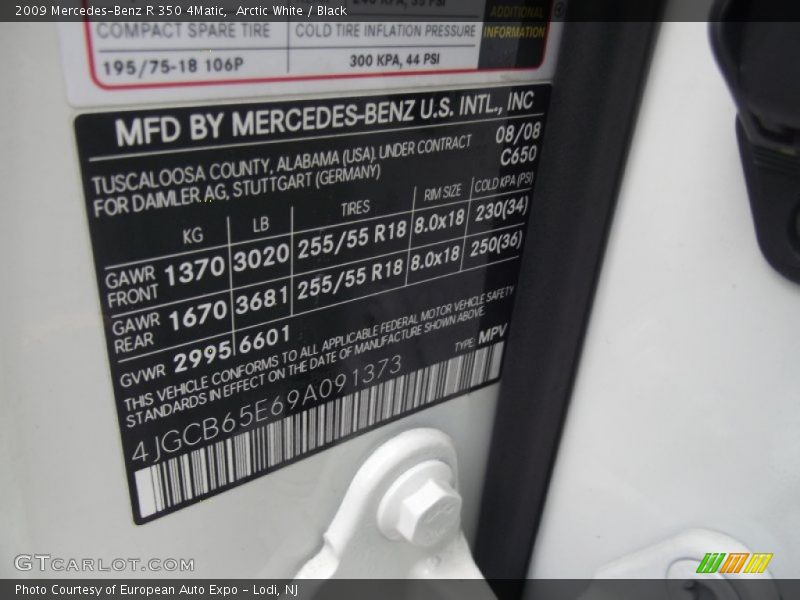 2009 Mercedes-Benz R 350 4Matic, Arctic White / Black
240 KPA, 35 PSI
ADDITIONAL
COMPACT SPARE TIRE COLD TIRE INFLATION PRESSURE INFORMATION
195/75-18 106P 300 KPA, 44 PSI
MFD BY MERCEDES-BENZ U.S. INTL., INC
TUSCALOOSA COUNTY, ALABAMA (USA). UNDER CONTRACT 08/08
FOR DAIMLER AG, STUTTGART (GERMANY) C650
KG LB TIRES RIM SIZE COLD KPA (PSI)
GAWR FRONT 1370 3020 255/55 R18 8.0x18 230(34)
GAWR REAR 1670 3681 255/55 R18 8.0x18 250(36)
GVWR 2995 6601
THIS VEHICLE CONFORMS TO ALL APPLICABLE FEDERAL MOTOR VEHICLE SAFETY
STANDARDS IN EFFECT ON THE DATE OF MANUFACTURE SHOWN ABOVE
TYPE: MPV
4JGCB65E69A091373
GTCARLOT.COM
Photo Courtesy of European Auto Expo - Lodi, NJ